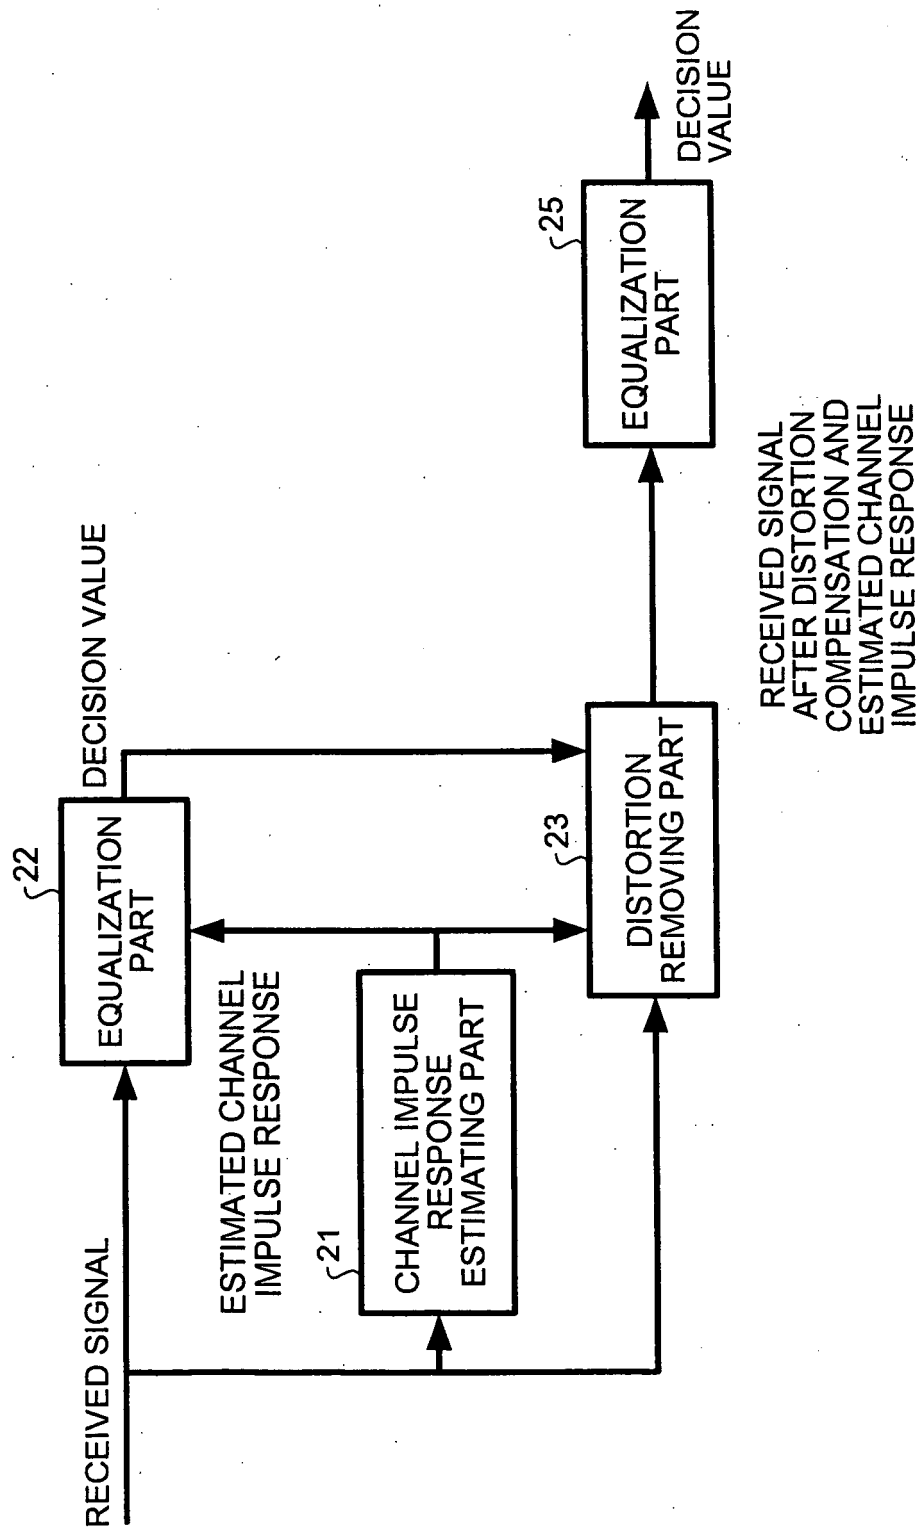 RECEIVED SIGNAL
22
EQUALIZATION
PART
DECISION VALUE
ESTIMATED CHANNEL
IMPULSE RESPONSE
21
CHANNEL IMPULSE
RESPONSE
ESTIMATING PART
23
DISTORTION
REMOVING PART
25
EQUALIZATION
PART
DECISION
VALUE
RECEIVED SIGNAL
AFTER DISTORTION
COMPENSATION AND
ESTIMATED CHANNEL
IMPULSE RESPONSE